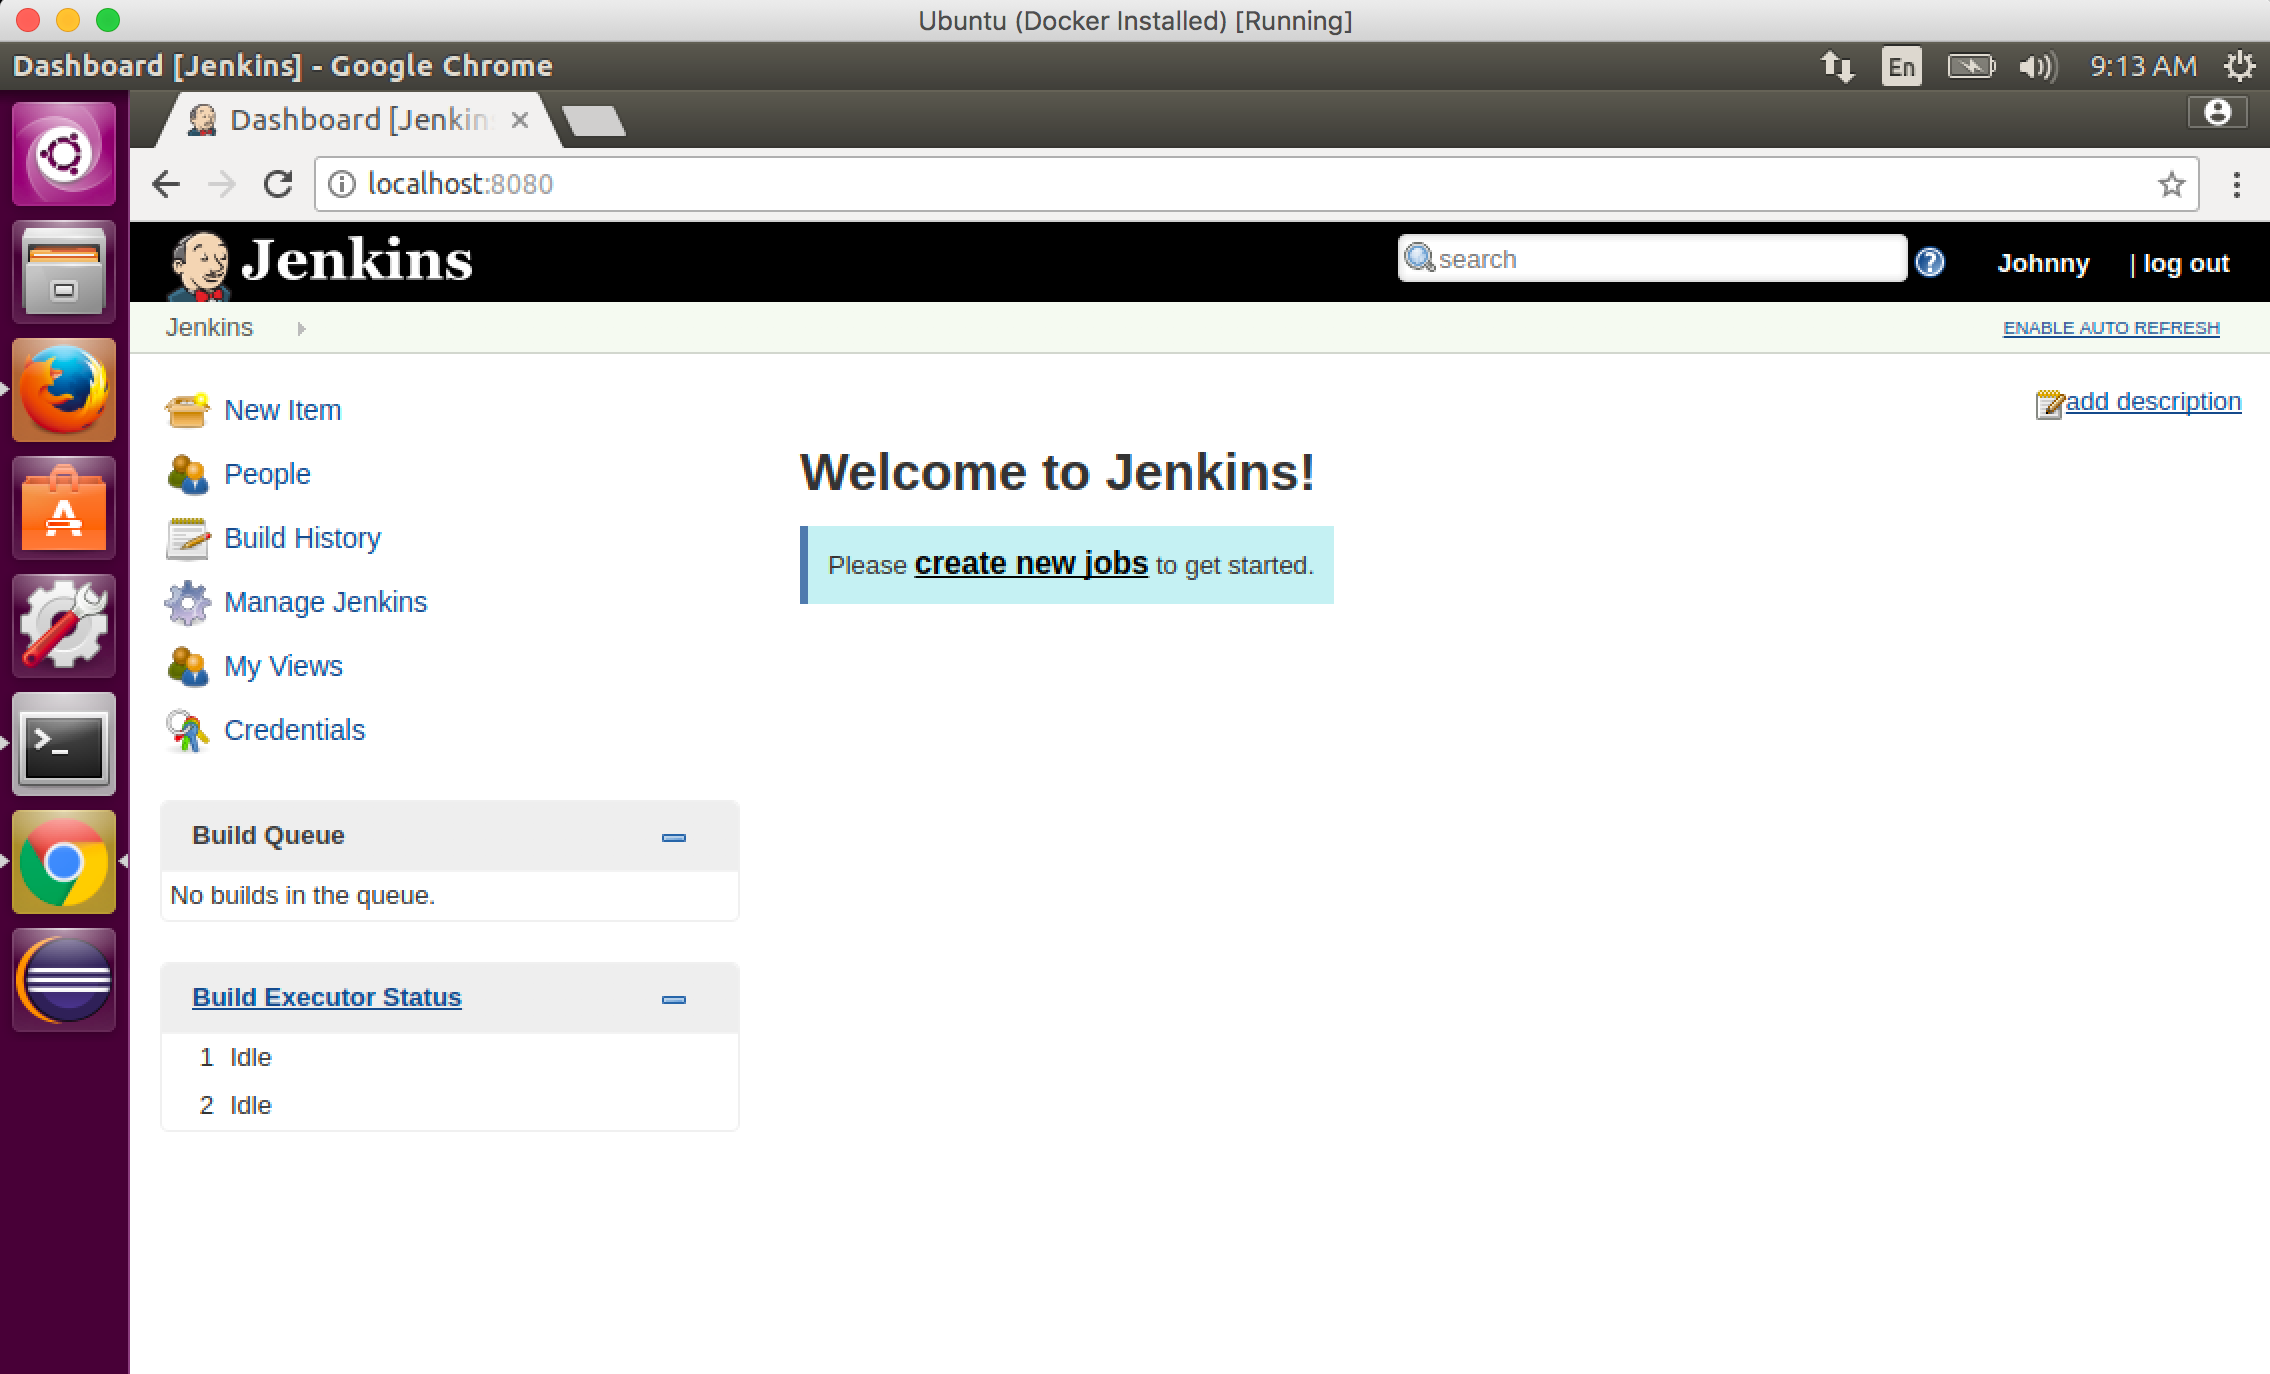 Ubuntu (Docker Installed) [Running]
Dashboard [Jenkins] - Google Chrome
En
9:13 AM
Dashboard [Jenkin
localhost:8080
Jenkins
search
Johnny
| log out
Jenkins
ENABLE AUTO REFRESH
New Item
add description
People
Build History
Manage Jenkins
My Views
Credentials
Welcome to Jenkins!
Please create new jobs to get started.
Build Queue
No builds in the queue.
Build Executor Status
1 Idle
2 Idle